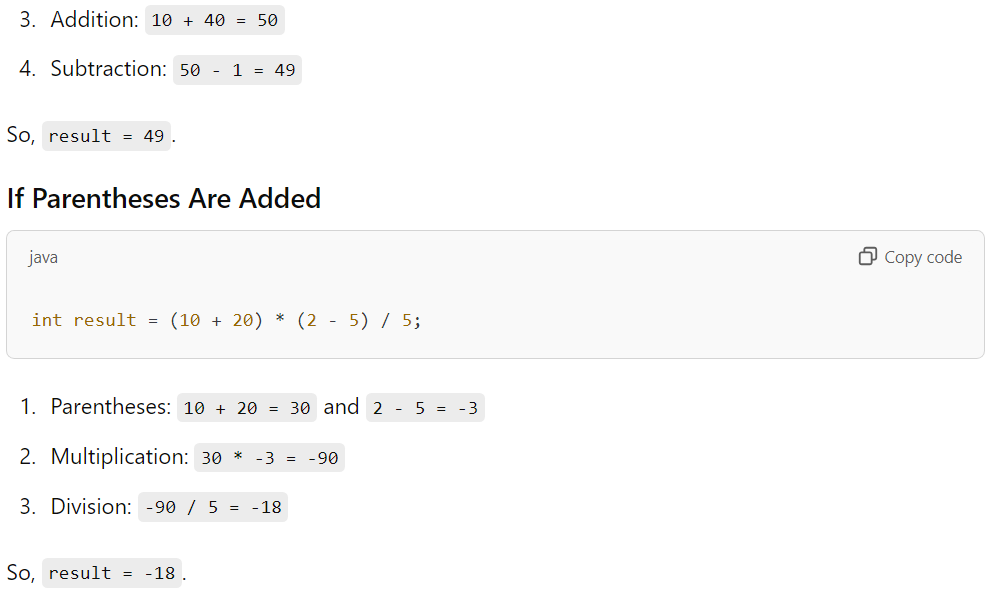 3. Addition: 10 + 40 = 50
4. Subtraction: 50 - 1 = 49
So, result = 49.
If Parentheses Are Added
java Copy code
int result = (10 + 20) * (2 - 5) / 5;
1. Parentheses: 10 + 20 = 30 and 2 - 5 = -3
2. Multiplication: 30 * -3 = -90
3. Division: -90 / 5 = -18
So, result = -18.